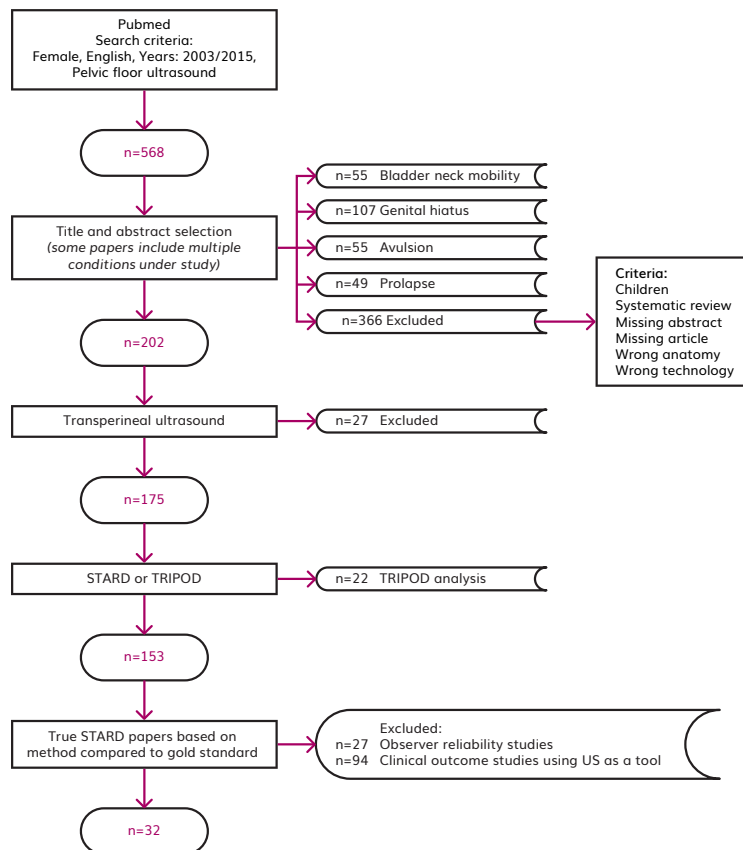 Pubmed
Search criteria:
Female, English, Years: 2003/2015,
Pelvic floor ultrasound
n=568
Title and abstract selection
(some papers include multiple
conditions under study)
n=55 Bladder neck mobility
n=107 Genital hiatus
n=55 Avulsion
n=49 Prolapse
n=366 Excluded
Criteria:
Children
Systematic review
Missing abstract
Missing article
Wrong anatomy
Wrong technology
n=202
Transperineal ultrasound
n=27 Excluded
n=175
STARD or TRIPOD
n=22 TRIPOD analysis
n=153
True STARD papers based on
method compared to gold standard
Excluded:
n=27 Observer reliability studies
n=94 Clinical outcome studies using US as a tool
n=32